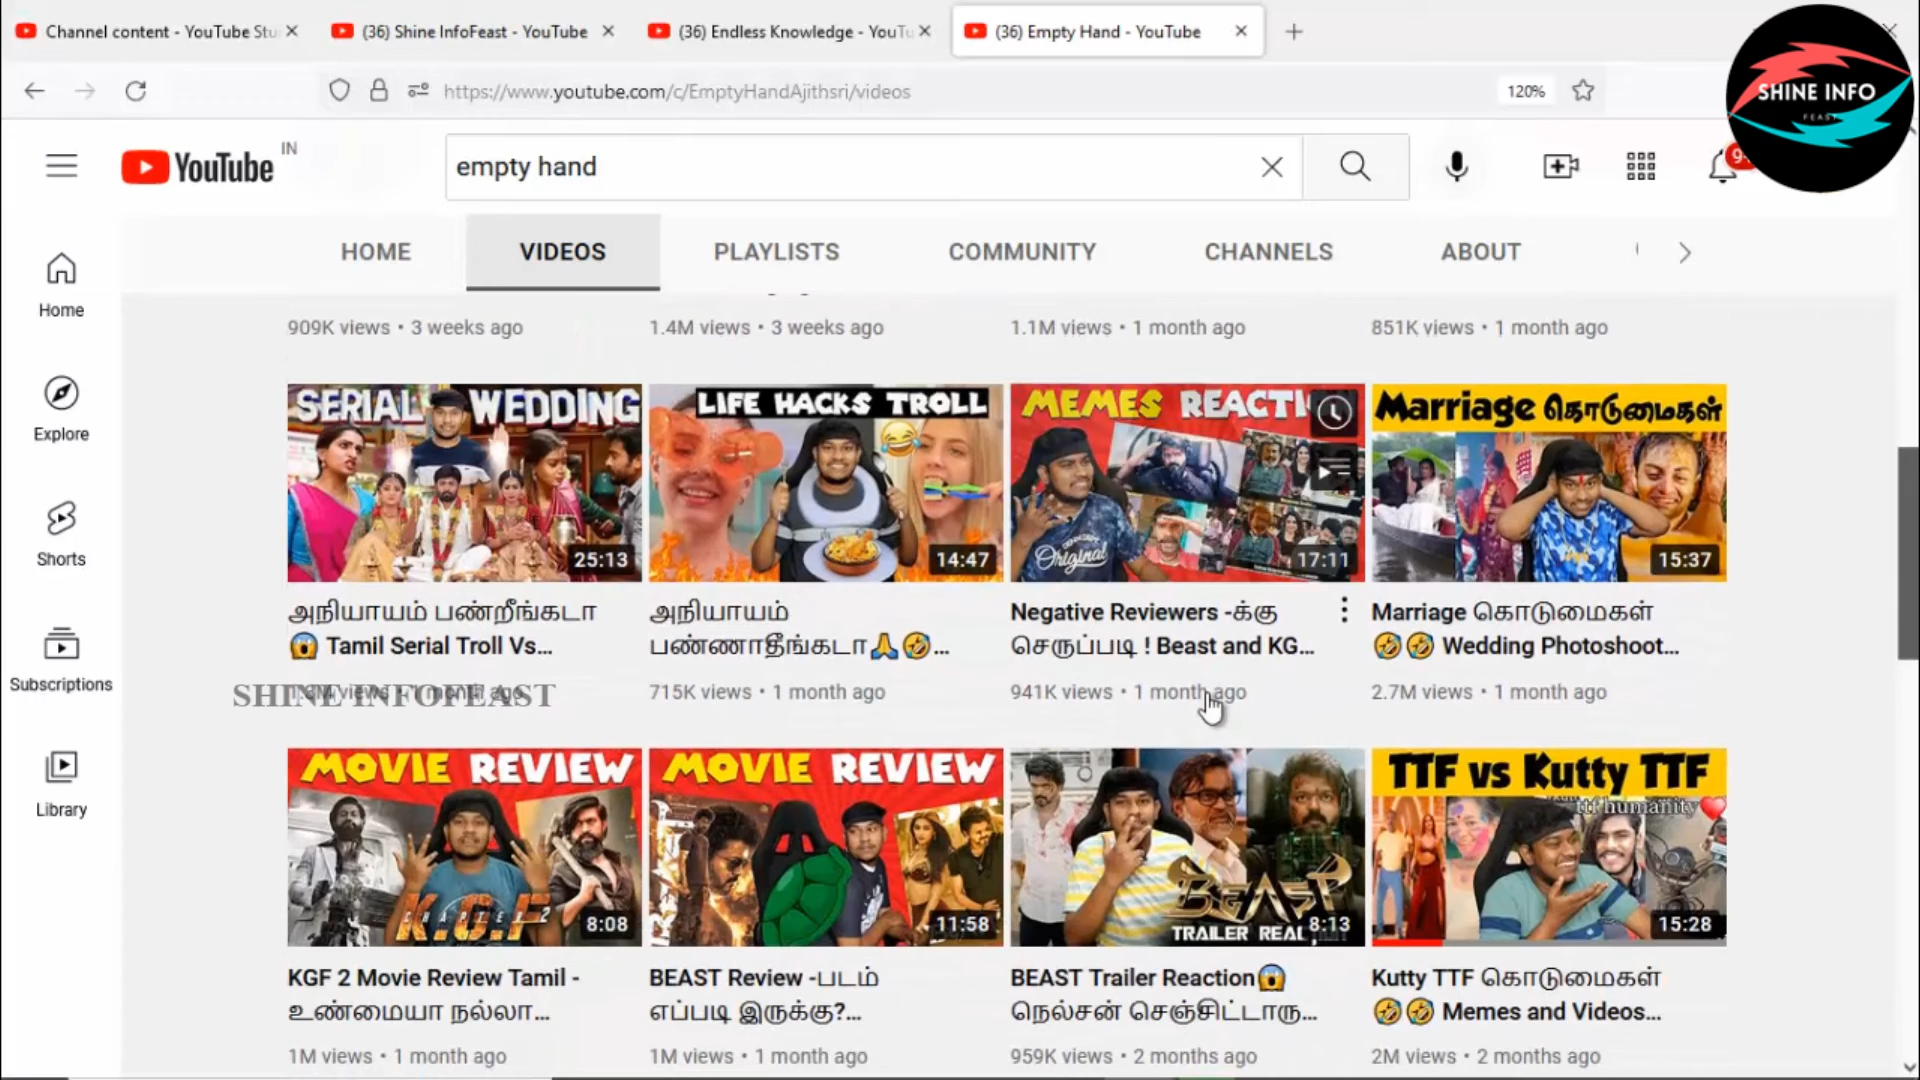 Channel content - YouTube Stu
(36) Shine InfoFeast - YouTube
(36) Endless Knowledge - YouTu
(36) Empty Hand - YouTube
https://www.youtube.com/c/EmptyHandAjithsri/videos
120%
SHINE INFO
FEAST
YouTube IN
empty hand
HOME
VIDEOS
PLAYLISTS
COMMUNITY
CHANNELS
ABOUT
Home
Explore
Shorts
Subscriptions
Library
909K views • 3 weeks ago
1.4M views • 3 weeks ago
1.1M views • 1 month ago
851K views • 1 month ago
SERIAL WEDDING
25:13
LIFE HACKS TROLL
14:47
MEMES REACTI
Original
17:11
Marriage கொடுமைகள்
15:37
அநியாயம் பண்றீங்கடா
😱 Tamil Serial Troll Vs...
அநியாயம்
பண்ணாதீங்கடா🙏🤣...
Negative Reviewers -க்கு
செருப்படி ! Beast and KG...
Marriage கொடுமைகள்
🤣🤣 Wedding Photoshoot...
SHINE INFOFEAST
715K views • 1 month ago
941K views • 1 month ago
2.7M views • 1 month ago
MOVIE REVIEW
K.G.F
CHAPTER 2
8:08
MOVIE REVIEW
11:58
BEAST
TRAILER REAC
8:13
TTF vs Kutty TTF
ttf humanity
15:28
KGF 2 Movie Review Tamil -
உண்மையா நல்லா...
BEAST Review -படம்
எப்படி இருக்கு?...
BEAST Trailer Reaction😱
நெல்சன் செஞ்சிட்டாரு...
Kutty TTF கொடுமைகள்
🤣🤣 Memes and Videos...
1M views • 1 month ago
1M views • 1 month ago
959K views • 2 months ago
2M views • 2 months ago